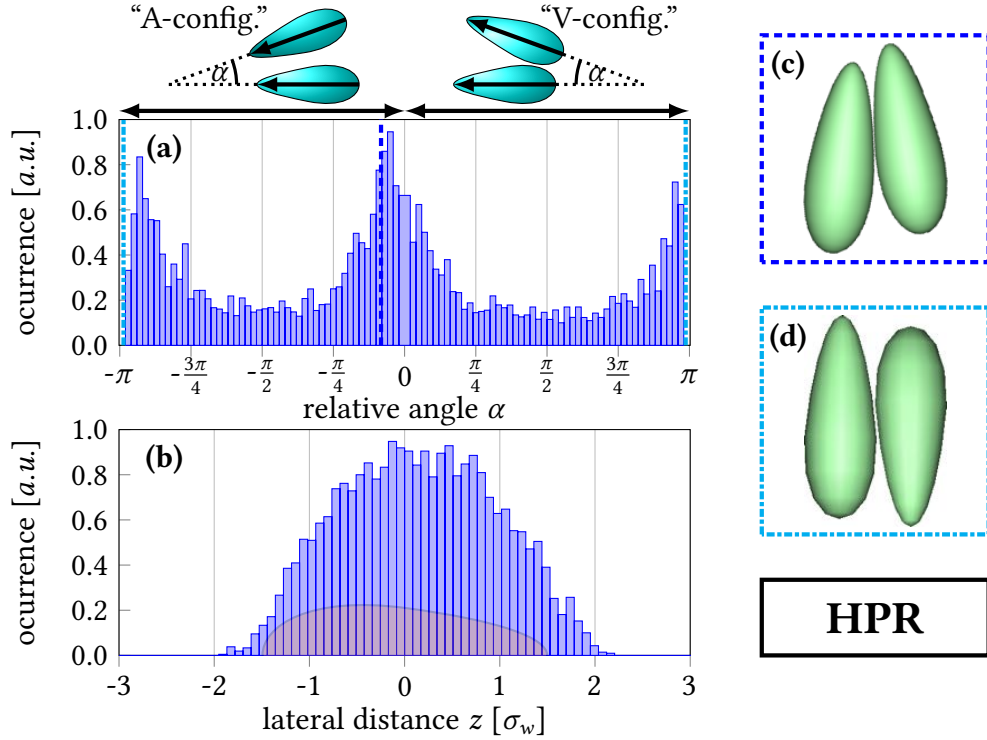 “A-config.” “V-config.”
α α
(a)
ocurrence [a.u.]
1.0
0.8
0.6
0.4
0.2
0.0
-π -3π/4 -π/2 -π/4 0 π/4 π/2 3π/4 π
relative angle α
(b)
ocurrence [a.u.]
1.0
0.8
0.6
0.4
0.2
0.0
-3 -2 -1 0 1 2 3
lateral distance z [σ_w]
(c)
(d)
HPR